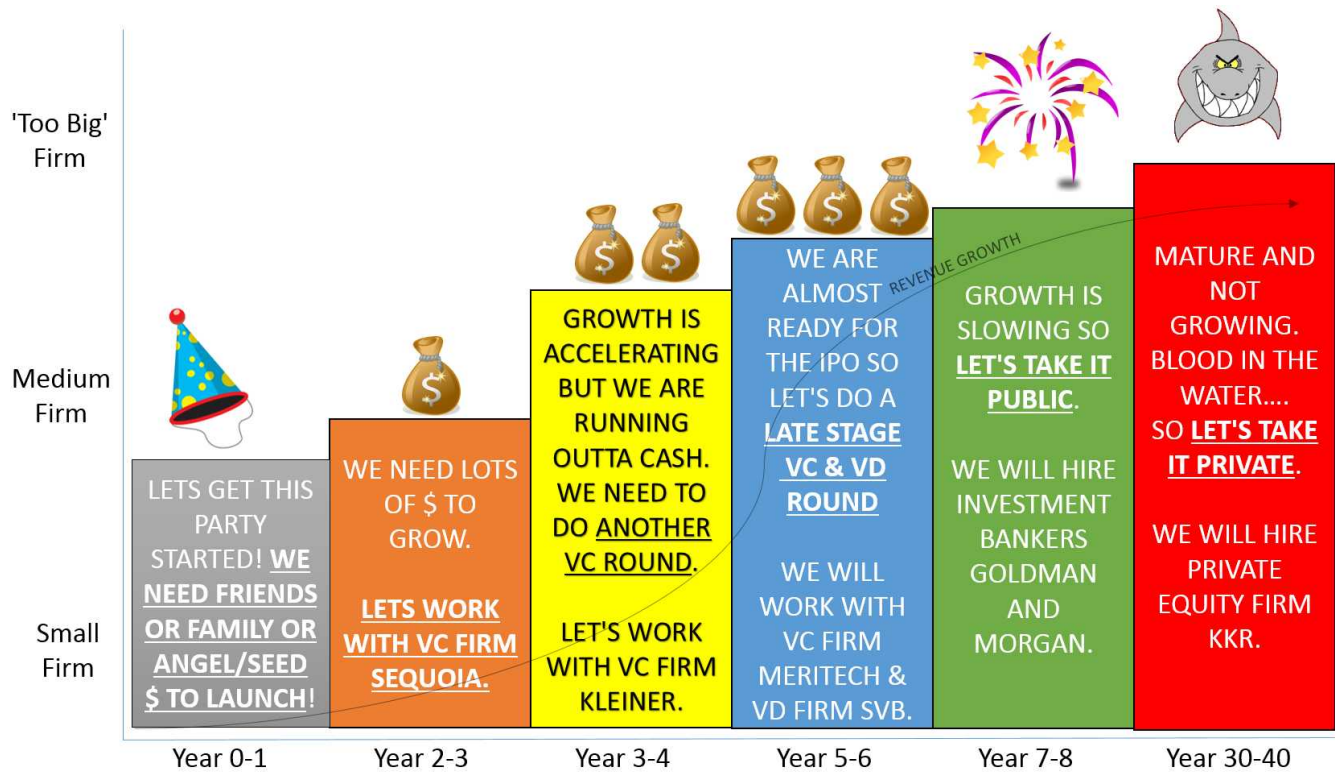 'Too Big'
Firm
Medium
Firm
Small
Firm
LETS GET THIS
PARTY
STARTED! WE
NEED FRIENDS
OR FAMILY OR
ANGEL/SEED
$ TO LAUNCH!
$
WE NEED LOTS
OF $ TO
GROW.
LETS WORK
WITH VC FIRM
SEQUOIA.
$ $
GROWTH IS
ACCELERATING
BUT WE ARE
RUNNING
OUTTA CASH.
WE NEED TO
DO ANOTHER
VC ROUND.
LET'S WORK
WITH VC FIRM
KLEINER.
$ $ $
WE ARE
ALMOST
READY FOR
THE IPO SO
LET'S DO A
LATE STAGE
VC & VD
ROUND
WE WILL
WORK WITH
VC FIRM
MERITECH &
VD FIRM SVB.
REVENUE GROWTH
GROWTH IS
SLOWING SO
LET'S TAKE IT
PUBLIC.
WE WILL HIRE
INVESTMENT
BANKERS
GOLDMAN
AND
MORGAN.
MATURE AND
NOT
GROWING.
BLOOD IN THE
WATER....
SO LET'S TAKE
IT PRIVATE.
WE WILL HIRE
PRIVATE
EQUITY FIRM
KKR.
Year 0-1
Year 2-3
Year 3-4
Year 5-6
Year 7-8
Year 30-40